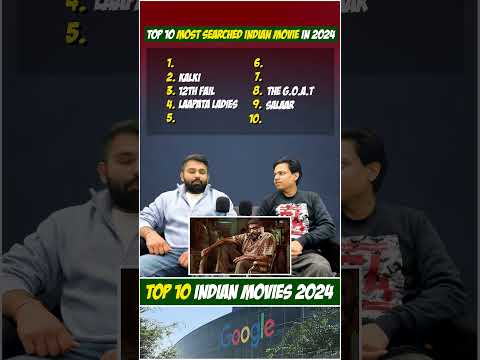 TOP 10 MOST SEARCHED INDIAN MOVIE IN 2024
1.
2. KALKI
3. 12TH FAIL
4. LAAPATA LADIES
5.
6.
7.
8. THE G.O.A.T
9. SALAAR
10.
TOP 10 INDIAN MOVIES 2024
Google